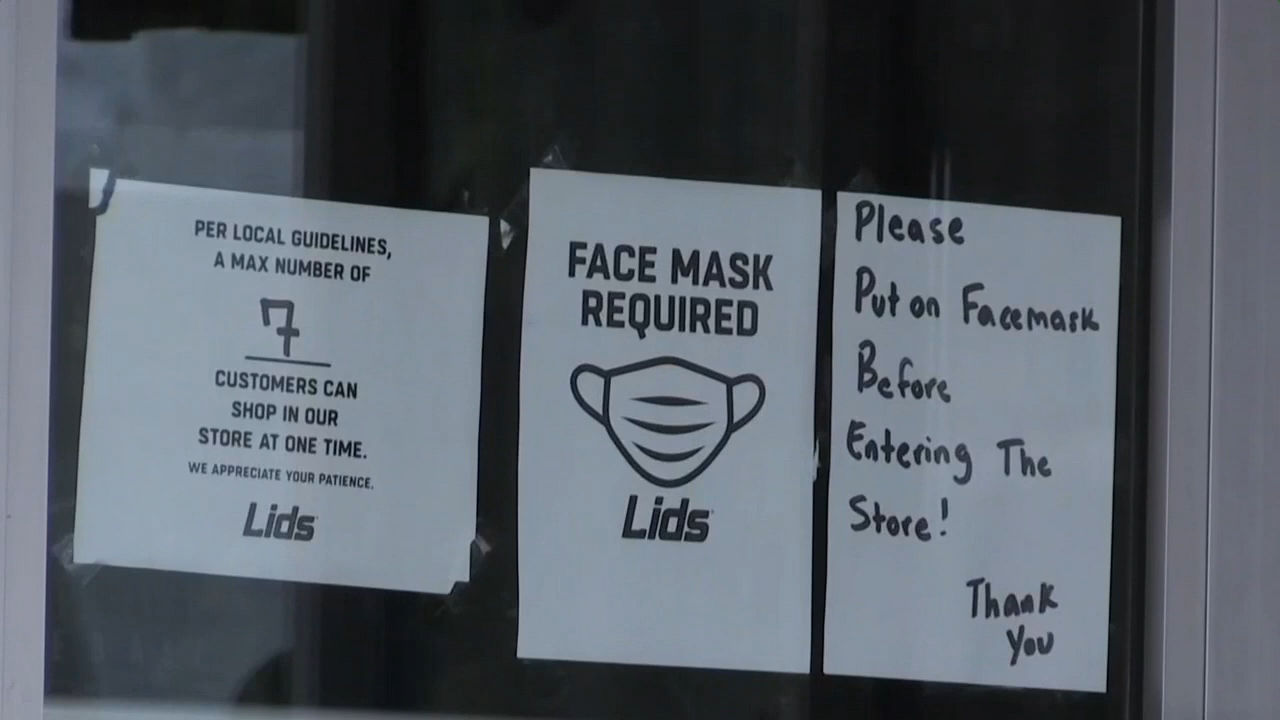 PER LOCAL GUIDELINES,
A MAX NUMBER OF
7
CUSTOMERS CAN
SHOP IN OUR
STORE AT ONE TIME.
WE APPRECIATE YOUR PATIENCE.
Lids
FACE MASK
REQUIRED
Lids
Please
Put on Facemask
Before
Entering The
Store!
Thank
You